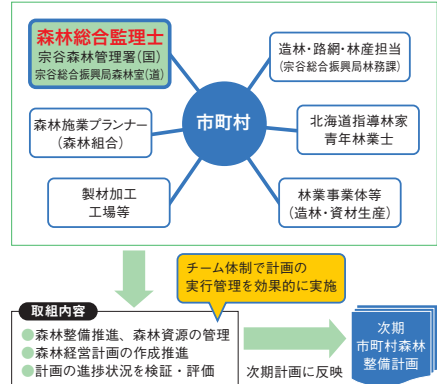 森林総合監理士
宗谷森林管理署(国)
宗谷総合振興局森林室(道)
造林・路網・林産担当
(宗谷総合振興局林務課)
森林施業プランナー
(森林組合)
市町村
北海道指導林家
青年林業士
製材加工
工場等
林業事業体等
(造林・資材生産)
チーム体制で計画の
実行管理を効果的に実施
取組内容
●森林整備推進、森林資源の管理
●森林経営計画の作成推進
●計画の進捗状況を検証・評価
次期計画に反映
次期
市町村森林
整備計画